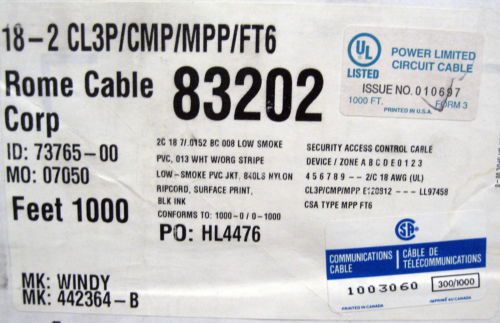 18-2 CL3P/CMP/MPP/FT6
Rome Cable
Corp
83202
ID: 73765-00
MO: 07050
Feet 1000
2C 18 7/.0152 BC 008 LOW SMOKE
PVC, 013 WHT W/ORG STRIPE
LOW-SMOKE PVC JKT. 840LS NYLON
RIPCORD, SURFACE PRINT,
BLK INK
CONFORMS TO: 1000-0 / 0-1000
PO: HL4476
SECURITY ACCESS CONTROL CABLE
DEVICE / ZONE A B C D E 0 1 2 3
4 5 6 7 8 9 -- 2/C 18 AWG (UL)
CL3P/CMP/MPP E120812 --- LL97458
CSA TYPE MPP FT6
UL
LISTED
POWER LIMITED
CIRCUIT CABLE
ISSUE NO. 010697
1000 FT.
FORM 3
PRINTED IN U.S.A.
COMMUNICATIONS
CABLE
CÂBLE DE
TÉLÉCOMMUNICATIONS
1003060
300/1000
PRINTED IN CANADA
IMPRIMÉ AU CANADA
MK: WINDY
MK: 442364-B